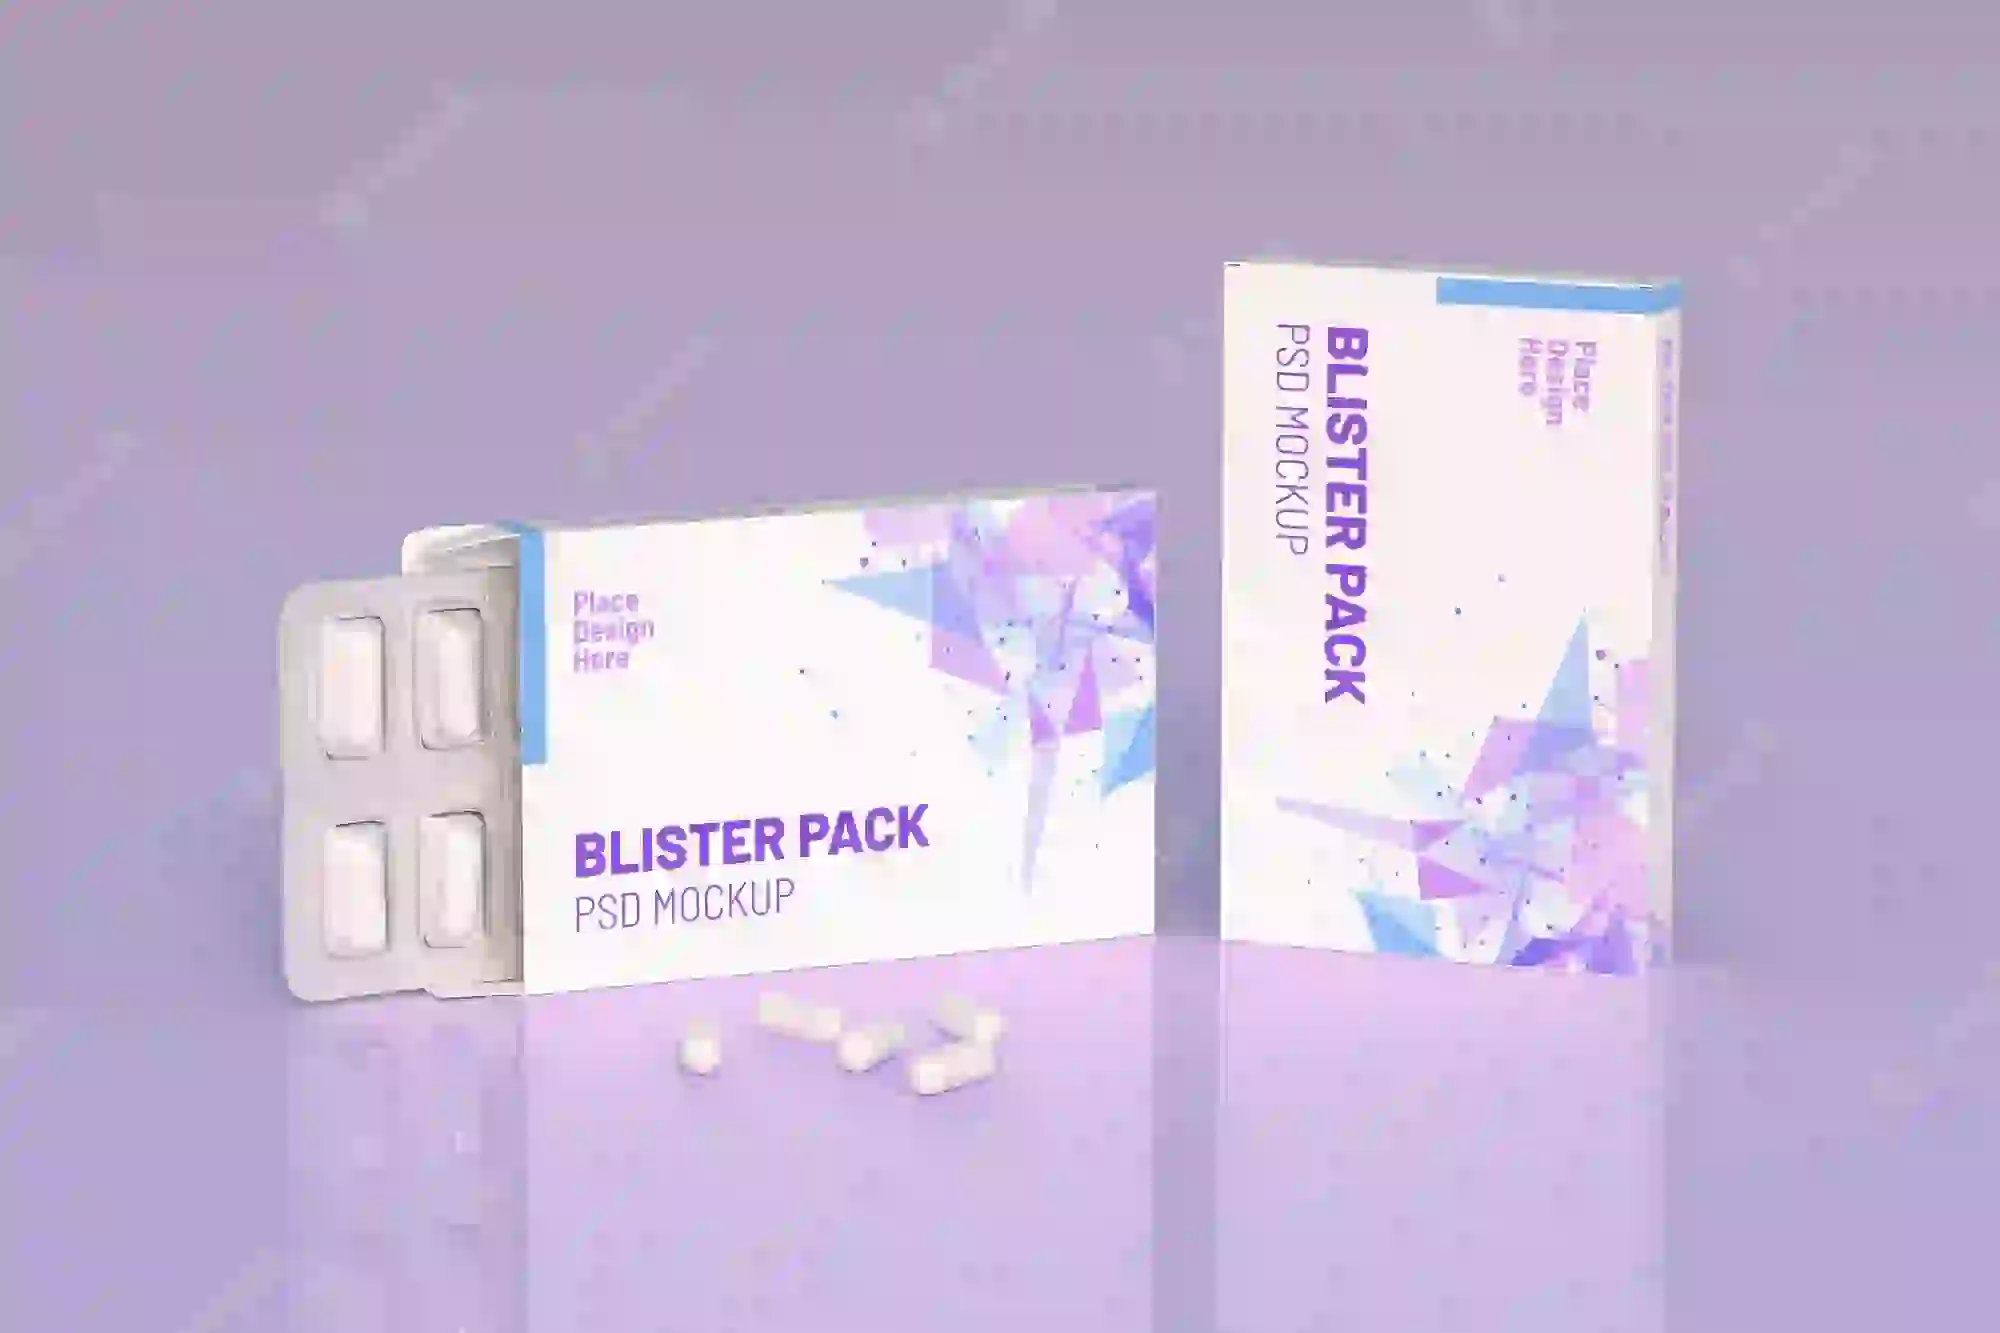 Place
Design
Here
BLISTER PACK
PSD MOCKUP
BLISTER PACK
PSD MOCKUP
Place
Design
Here